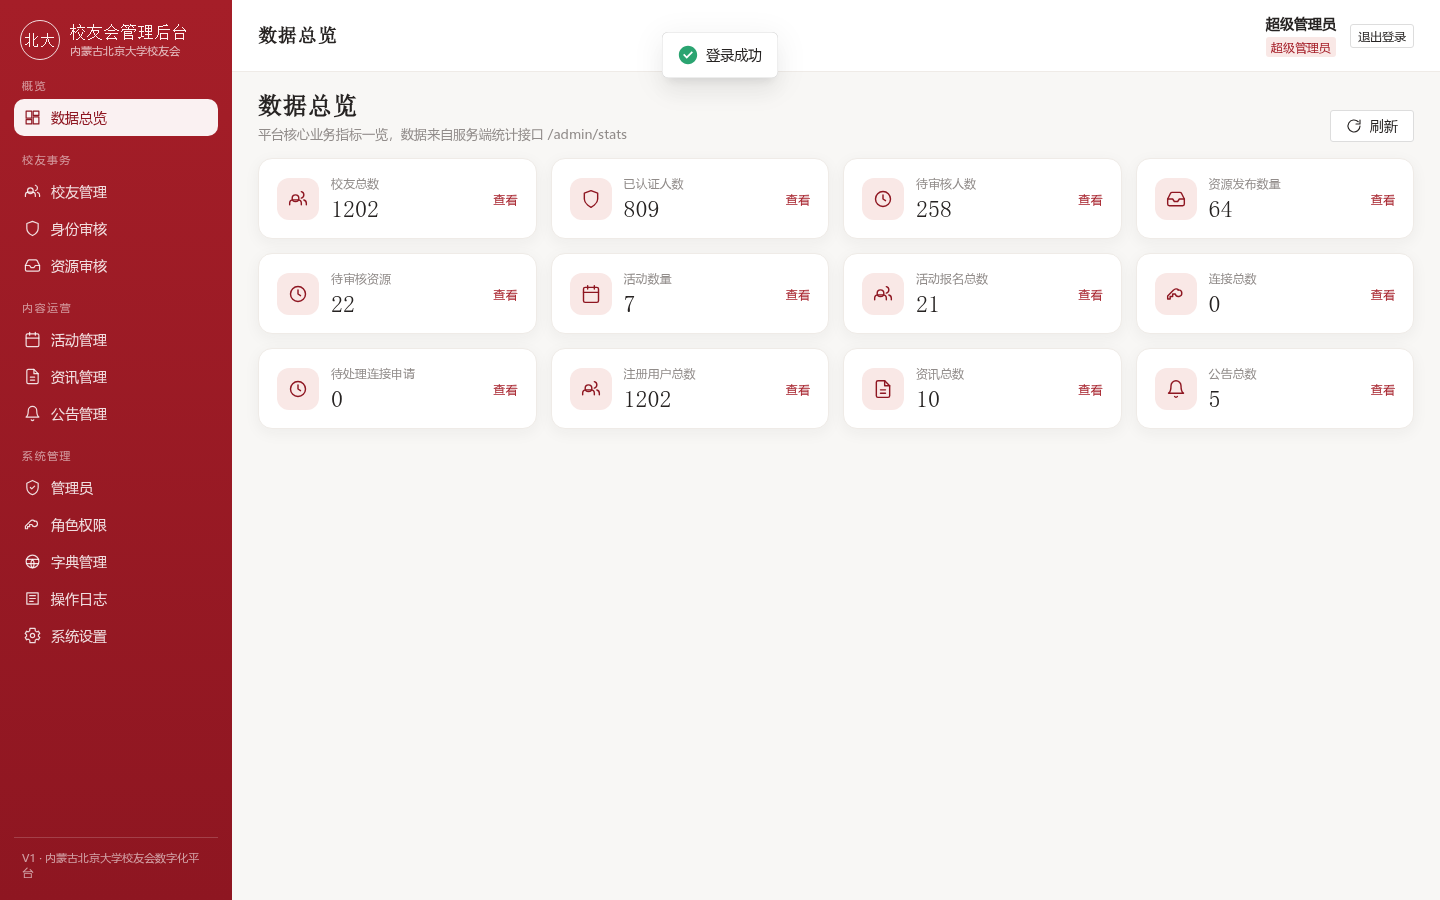 北大
校友会管理后台
内蒙古北京大学校友会
概览
数据总览
校友事务
校友管理
身份审核
资源审核
内容运营
活动管理
资讯管理
公告管理
系统管理
管理员
角色权限
字典管理
操作日志
系统设置
V1 · 内蒙古北京大学校友会数字化平
台
数据总览
登录成功
超级管理员
超级管理员
退出登录
数据总览
平台核心业务指标一览，数据来自服务端统计接口 /admin/stats
刷新
校友总数
1202
查看
已认证人数
809
查看
待审核人数
258
查看
资源发布数量
64
查看
待审核资源
22
查看
活动数量
7
查看
活动报名总数
21
查看
连接总数
0
查看
待处理连接申请
0
查看
注册用户总数
1202
查看
资讯总数
10
查看
公告总数
5
查看